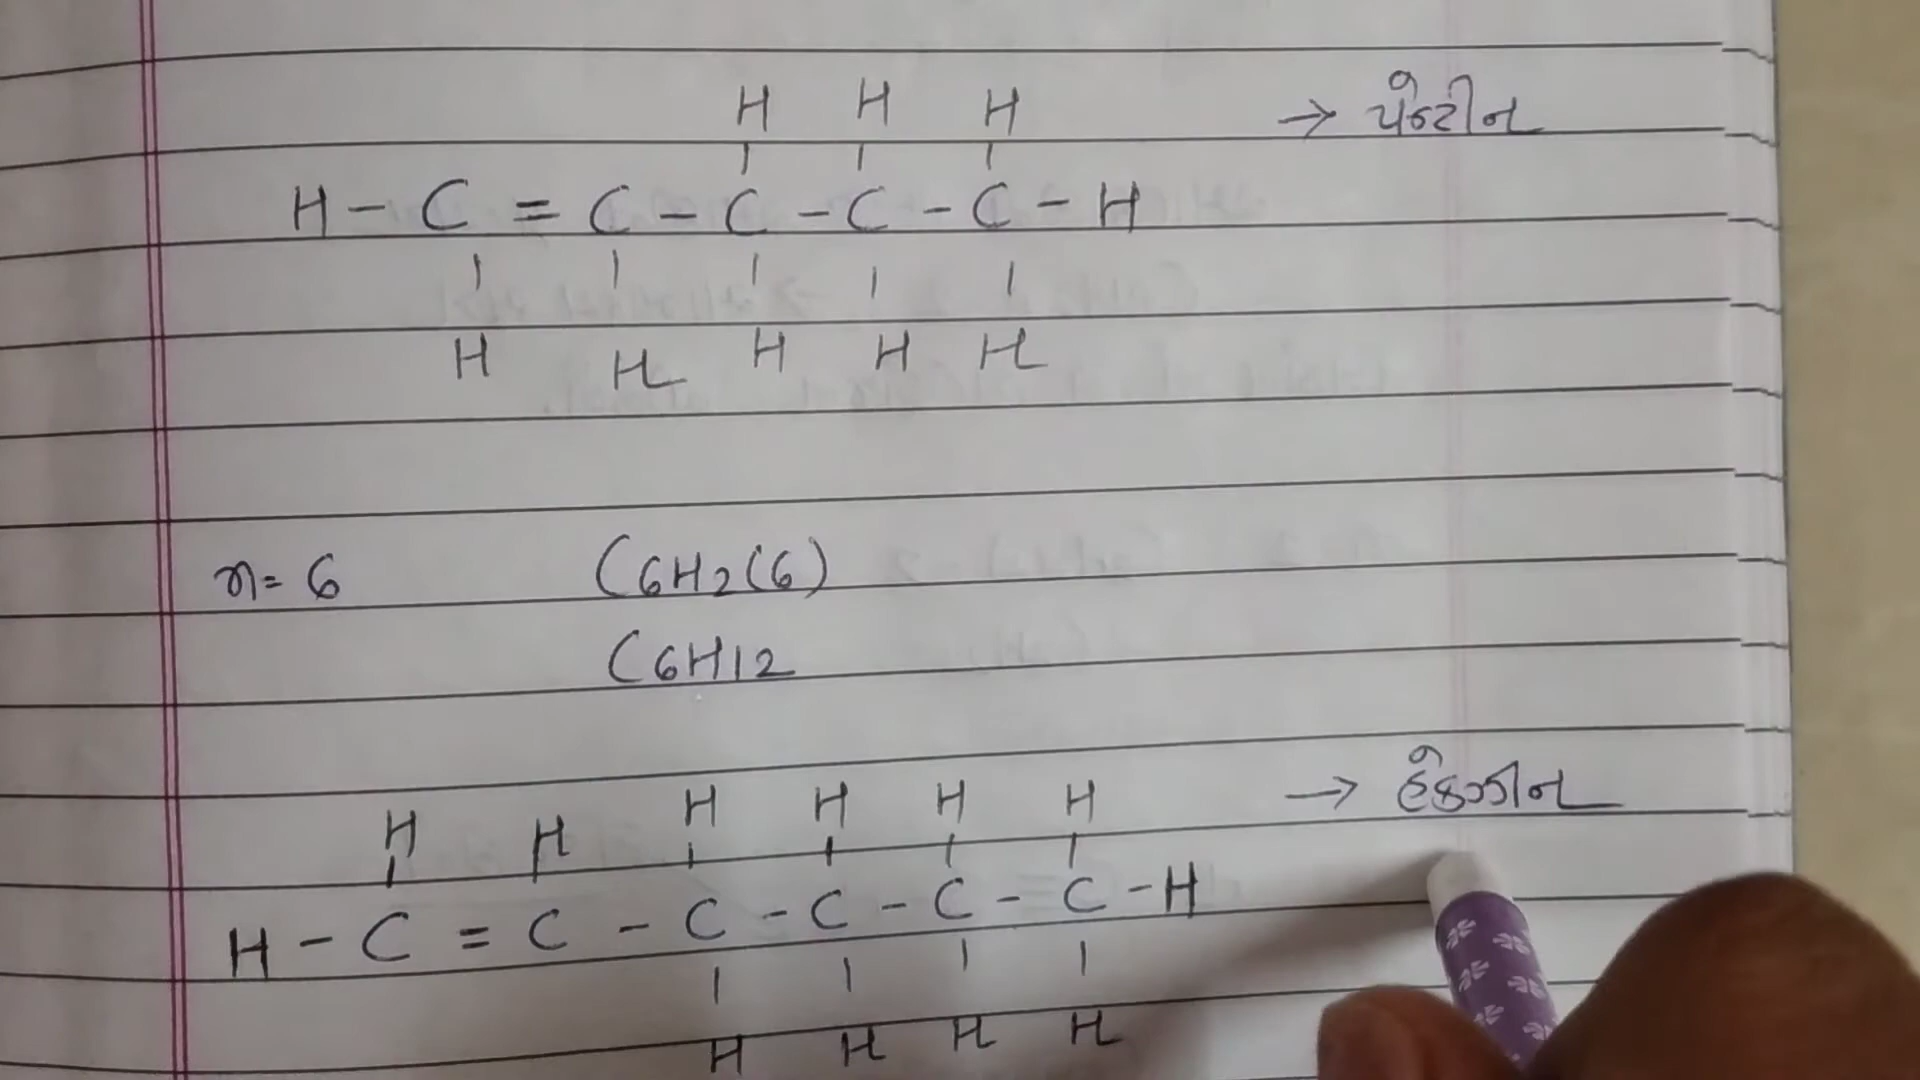 H H H → પેન્ટીન
H - C = C - C - C - C - H
H H H H H
n = 6 C6H2(6)
C6H12
H H H H H H → હેક્ઝીન
H - C = C - C - C - C - C - H
H H H H